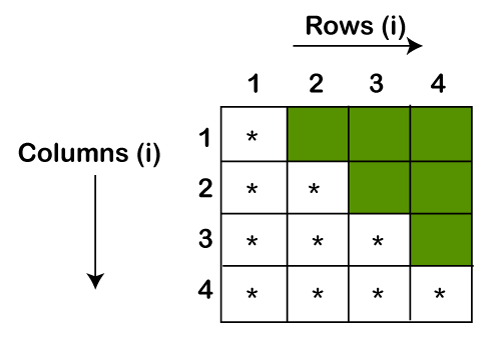 Rows (i)
1 2 3 4
Columns (i)
1 *
2 * *
3 * * *
4 * * * *